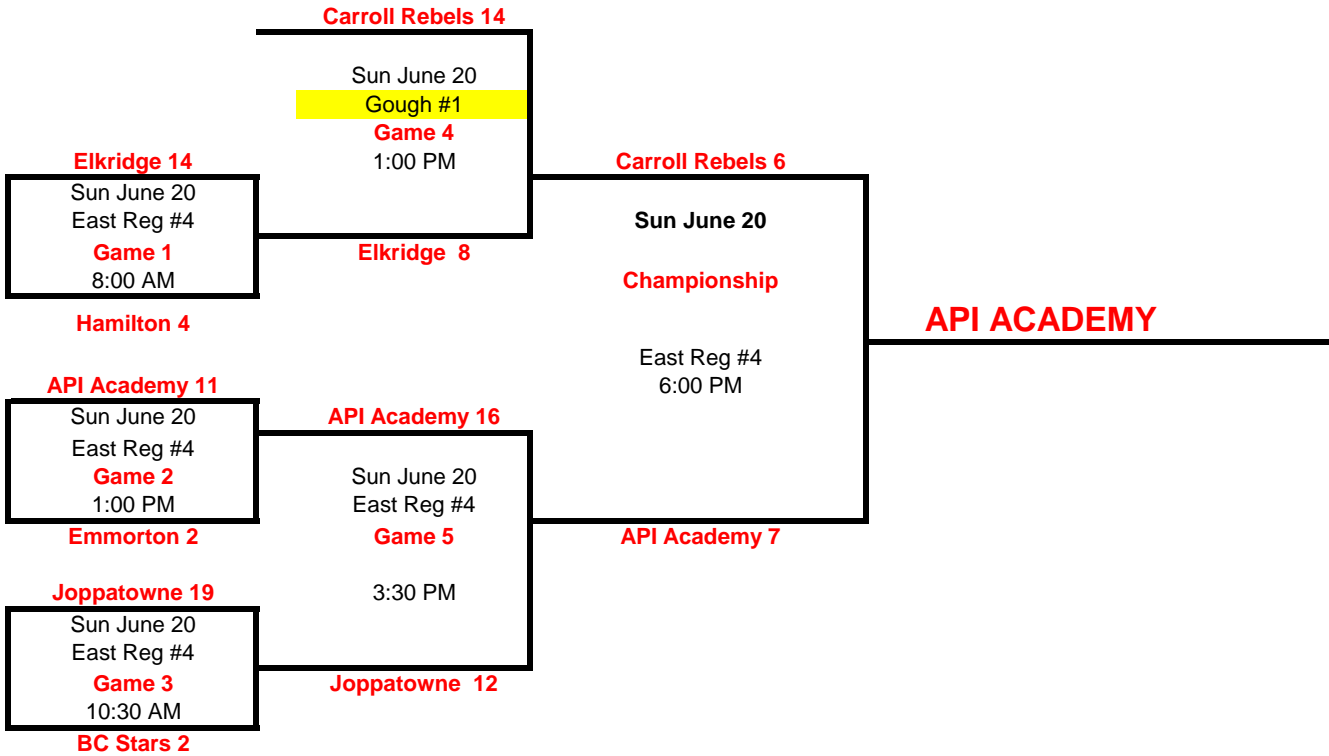 Carroll Rebels 14
Sun June 20
Gough #1
Game 4
1:00 PM
Elkridge 14
Sun June 20
East Reg #4
Game 1
8:00 AM
Hamilton 4
Elkridge 8
Carroll Rebels 6
Sun June 20
Championship
East Reg #4
6:00 PM
API ACADEMY
API Academy 11
Sun June 20
East Reg #4
Game 2
1:00 PM
Emmorton 2
API Academy 16
Sun June 20
East Reg #4
Game 5
3:30 PM
API Academy 7
Joppatowne 19
Sun June 20
East Reg #4
Game 3
10:30 AM
BC Stars 2
Joppatowne 12